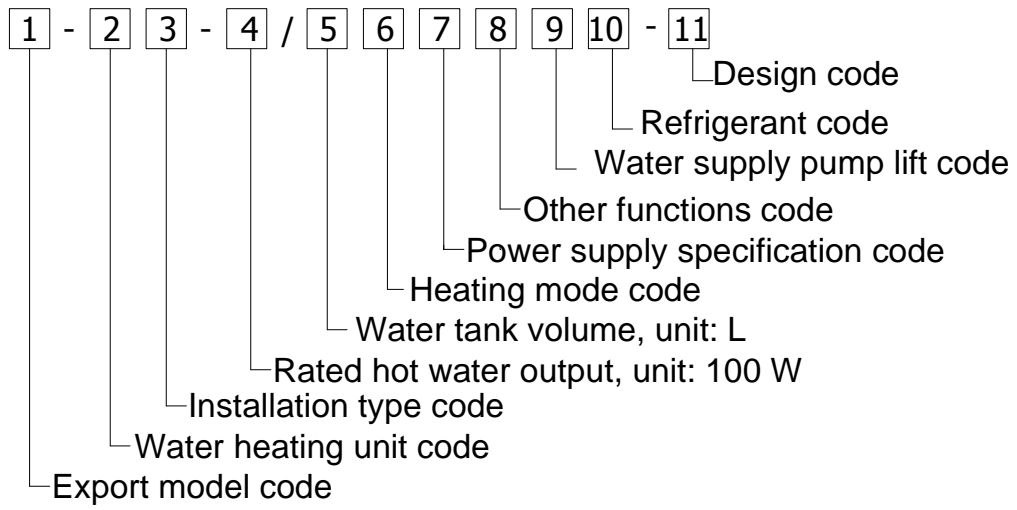 1 - 2 3 - 4 / 5 6 7 8 9 10 - 11
Design code
Refrigerant code
Water supply pump lift code
Other functions code
Power supply specification code
Heating mode code
Water tank volume, unit: L
Rated hot water output, unit: 100 W
Installation type code
Water heating unit code
Export model code